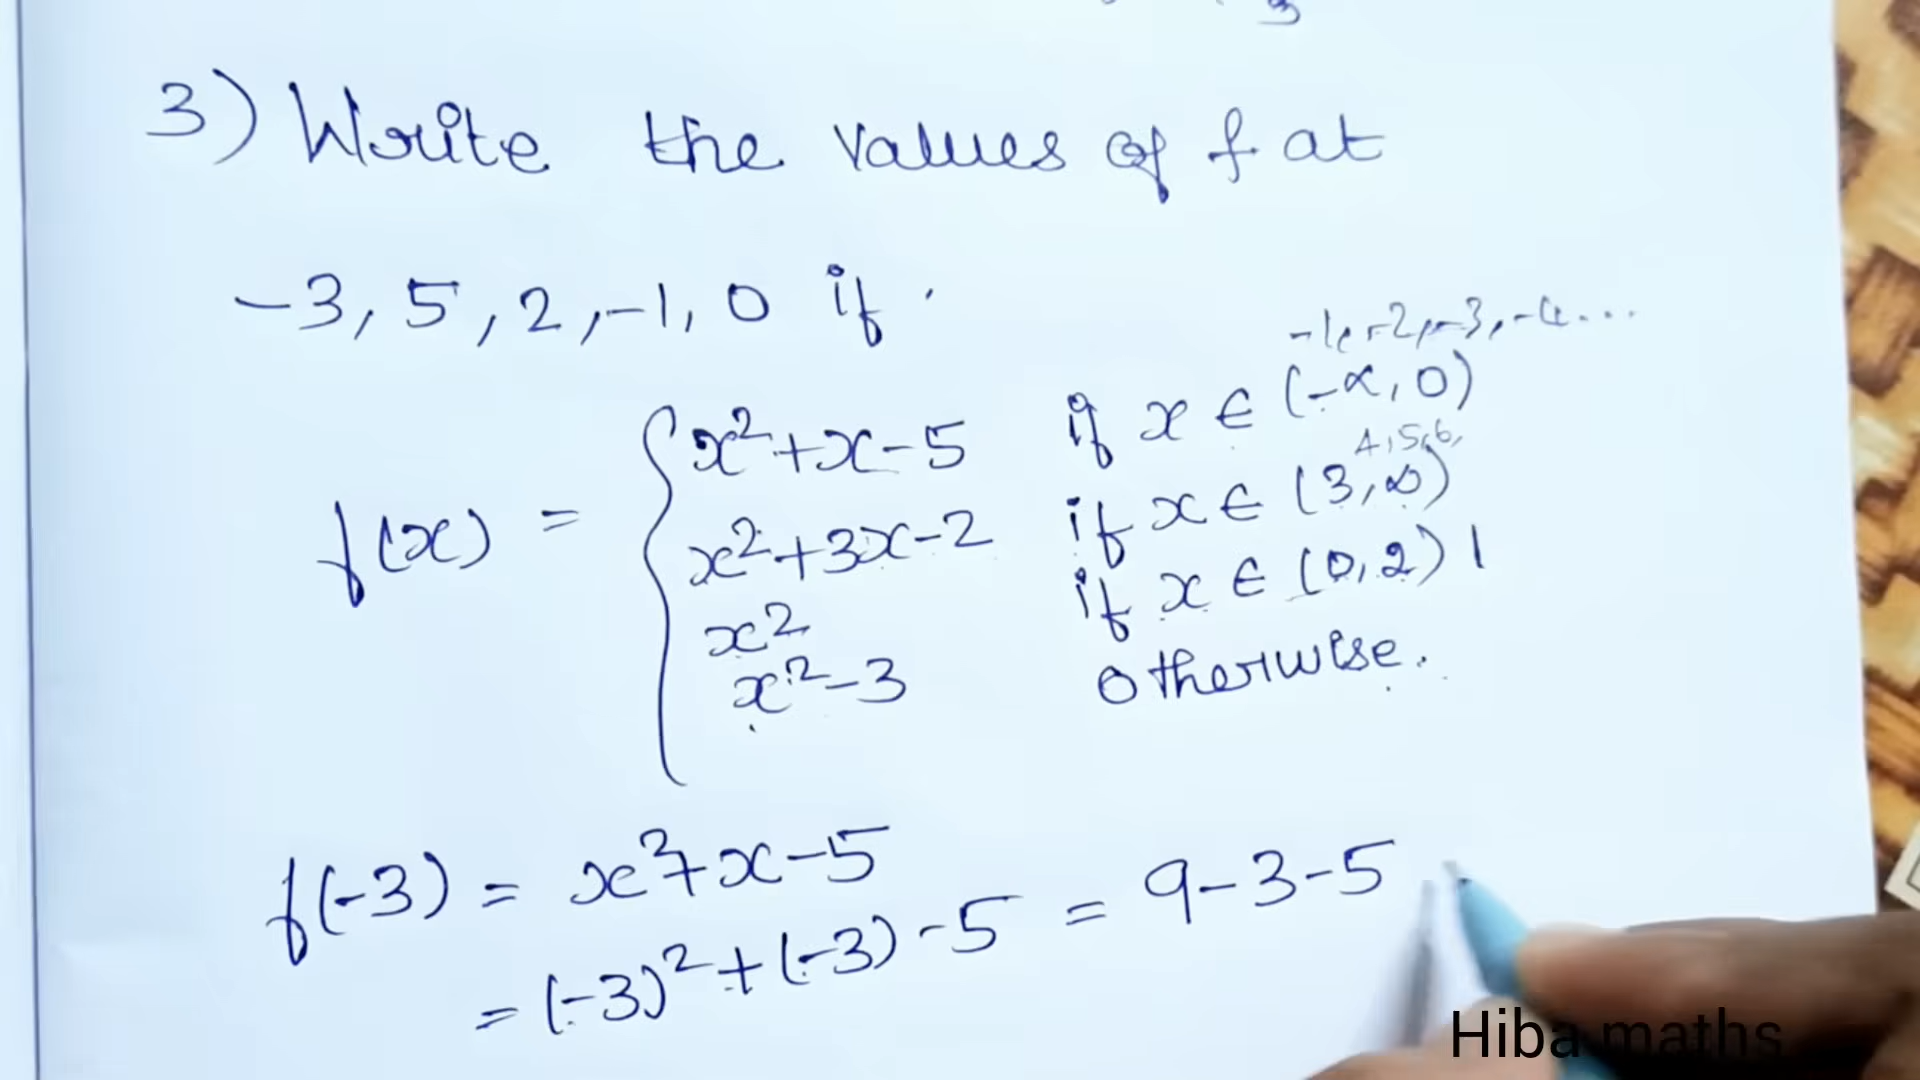 3
3) Write the values of f at
-3, 5, 2, -1, 0 if.
-1, -2, -3, -4...
f(x) = { x²+x-5 if x ∈ (-∝, 0)
4, 5, 6,
x²+3x-2 if x ∈ (3, ∞)
x² if x ∈ (0, 2) 1
x²-3 otherwise.
f(-3) = x²+x-5
= (-3)²+(-3)-5 = 9-3-5
Hiba maths